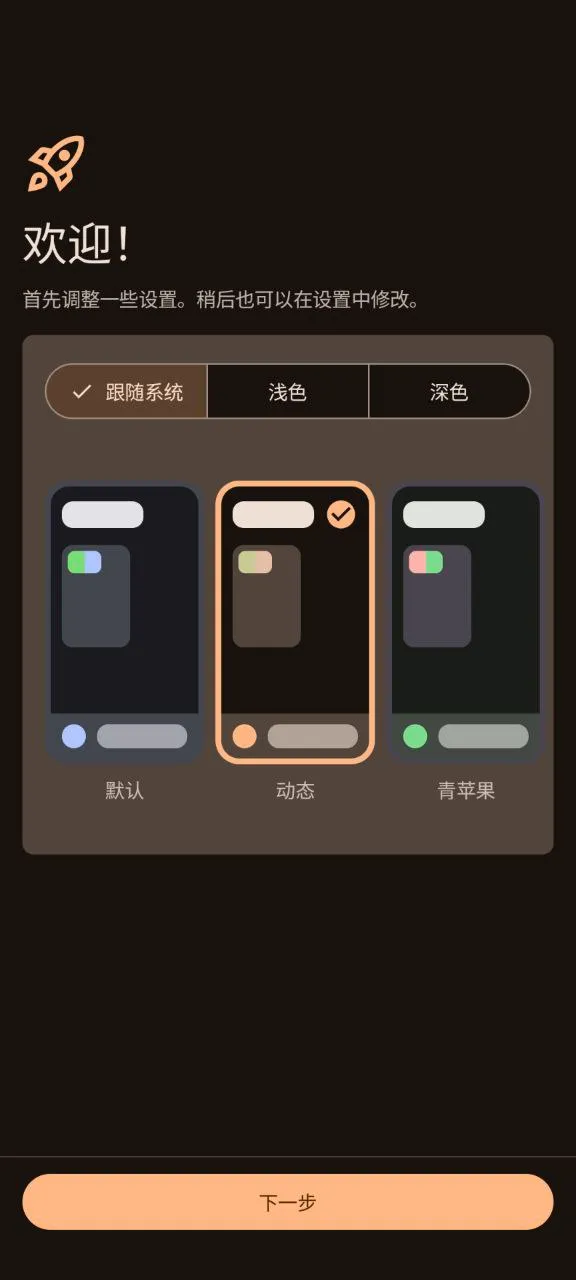 欢迎！
首先调整一些设置。稍后也可以在设置中修改。
跟随系统
浅色
深色
默认
动态
青苹果
下一步